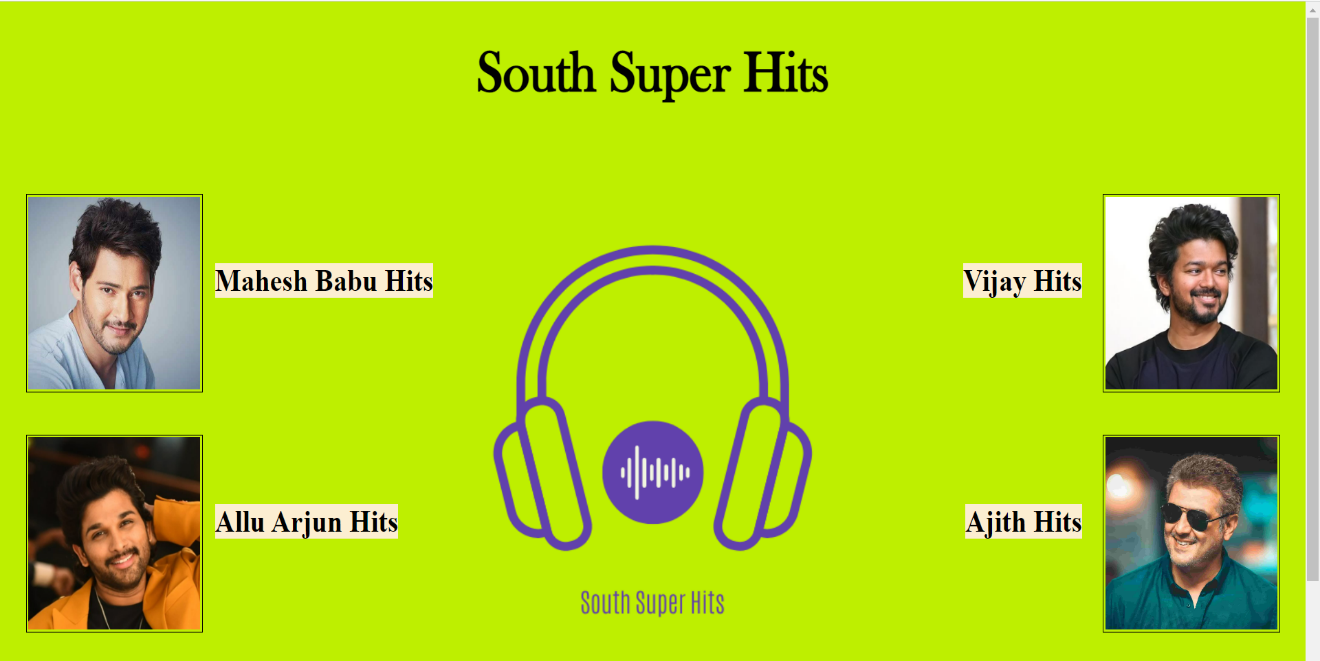 South Super Hits
Mahesh Babu Hits
Vijay Hits
Allu Arjun Hits
Ajith Hits
South Super Hits